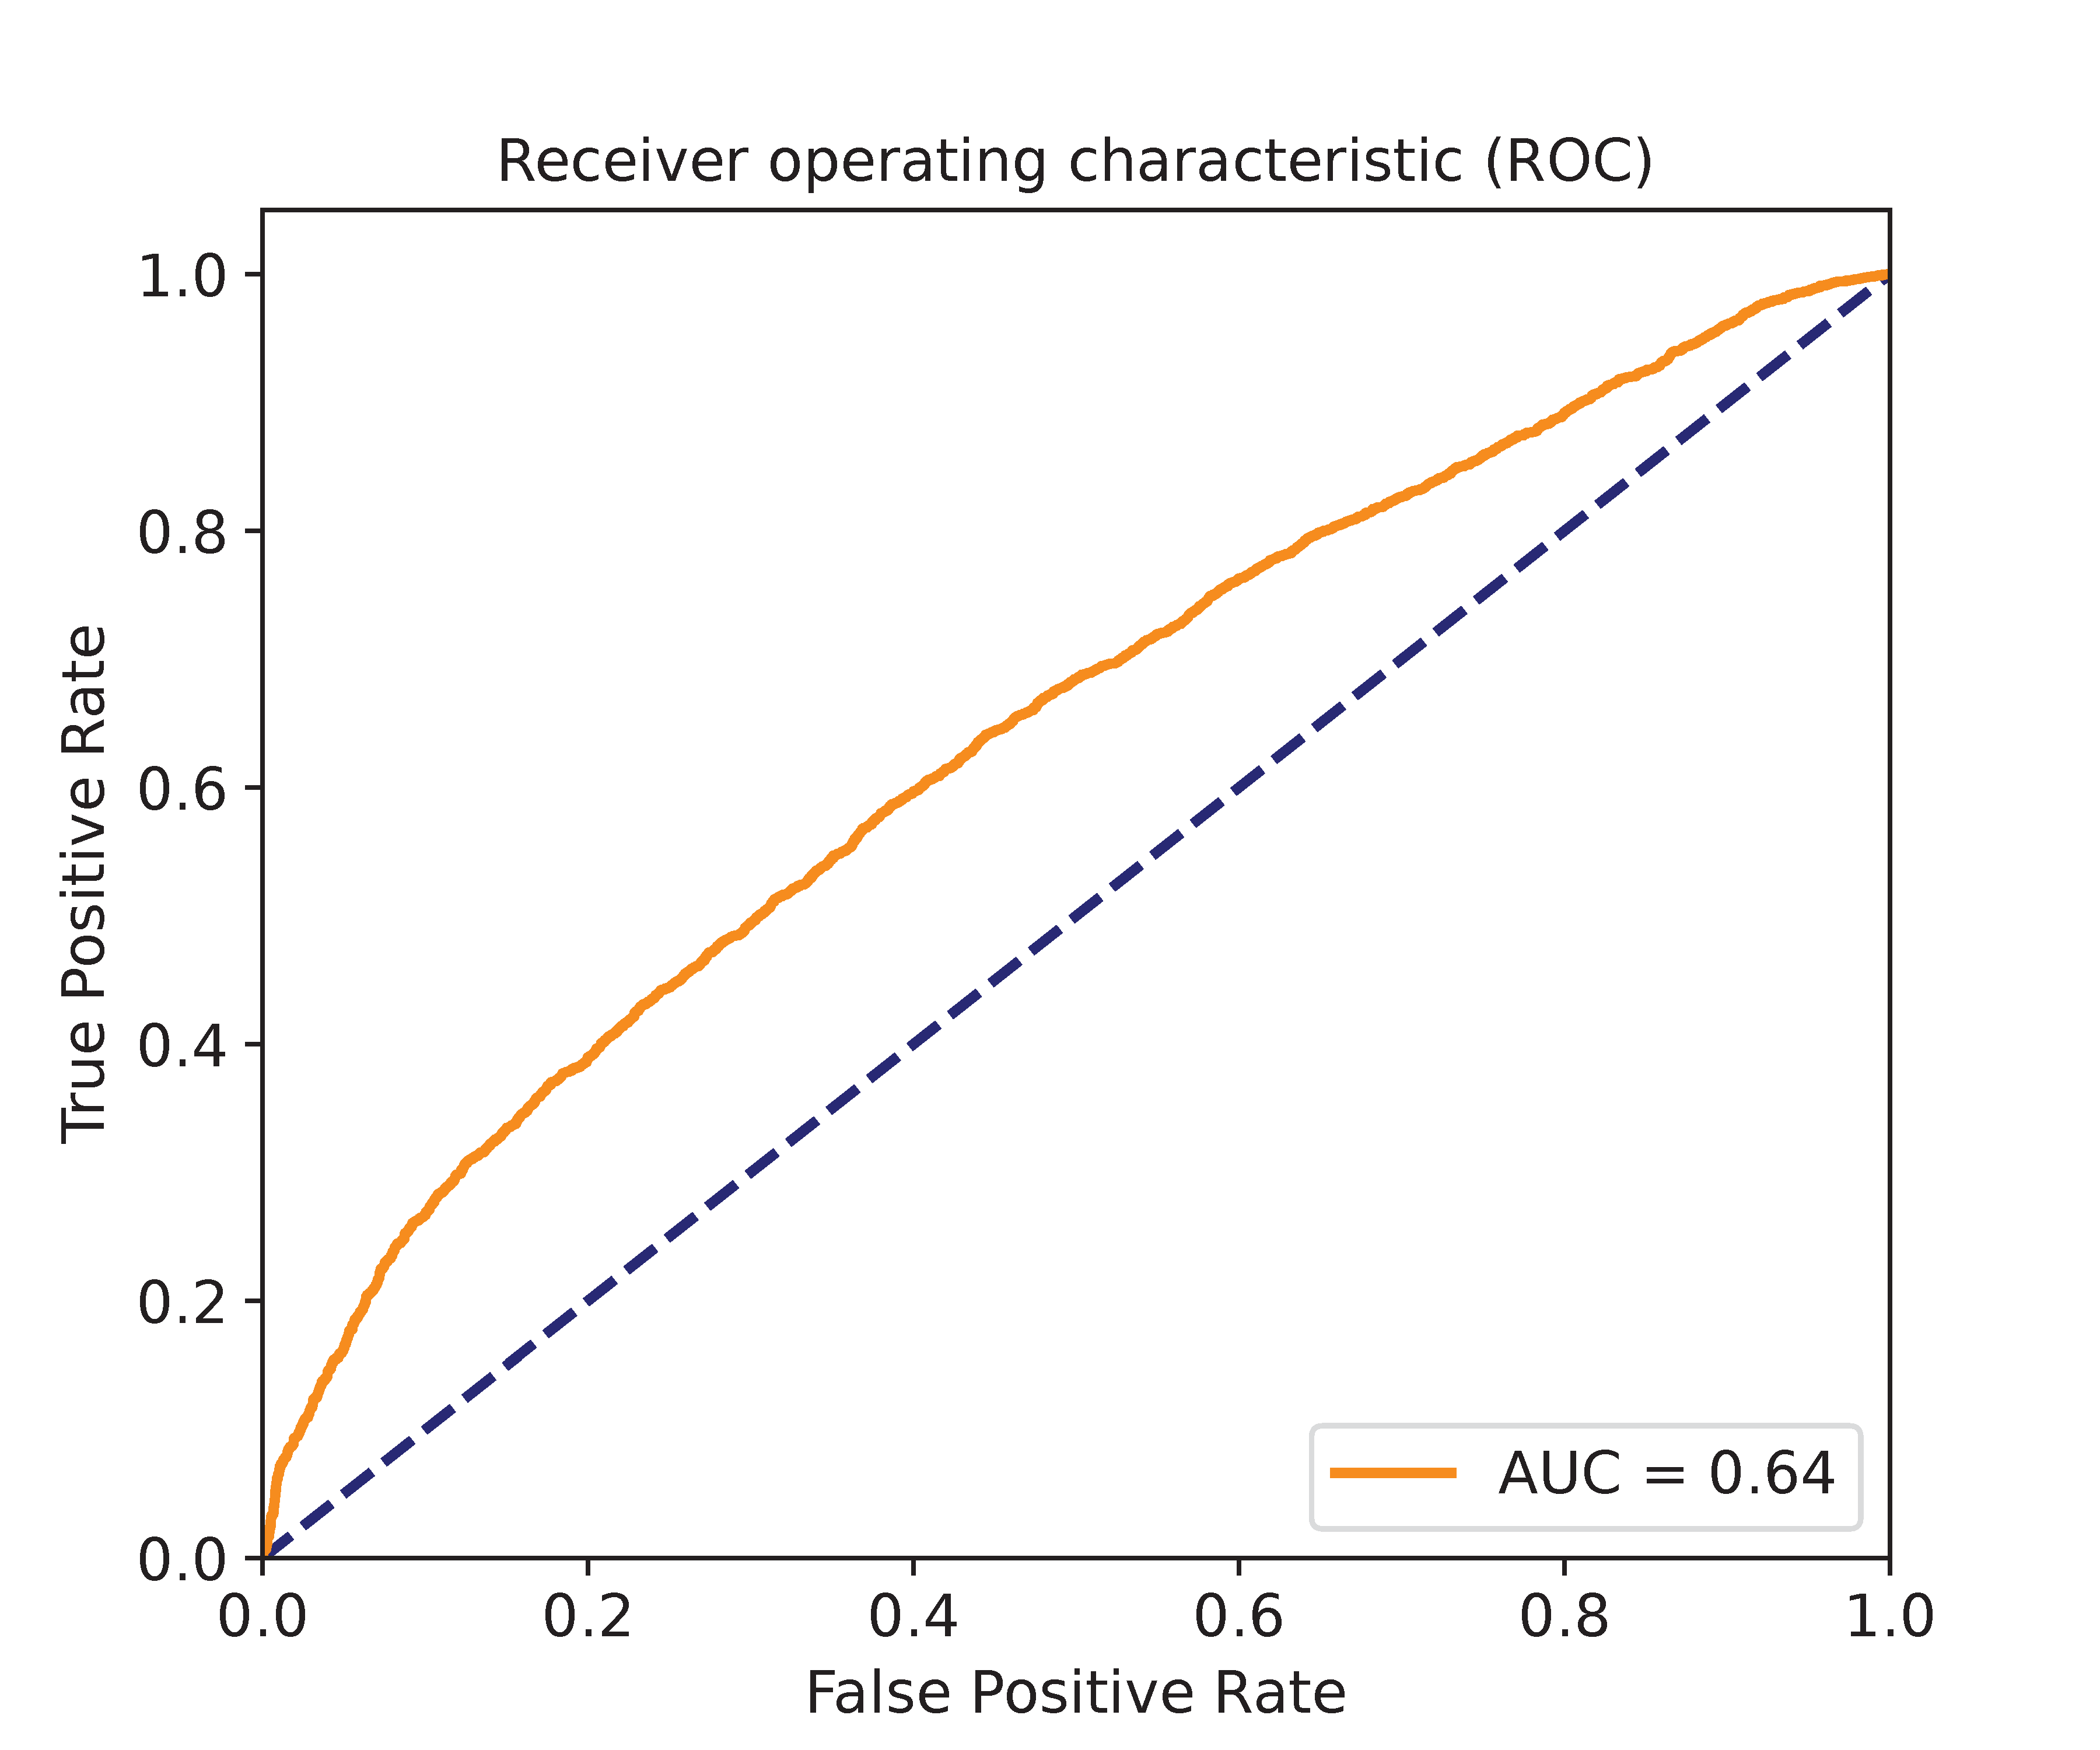 Receiver operating characteristic (ROC)
1.0
0.8
0.6
0.4
0.2
0.0
True Positive Rate
AUC = 0.64
0.0 0.2 0.4 0.6 0.8 1.0
False Positive Rate